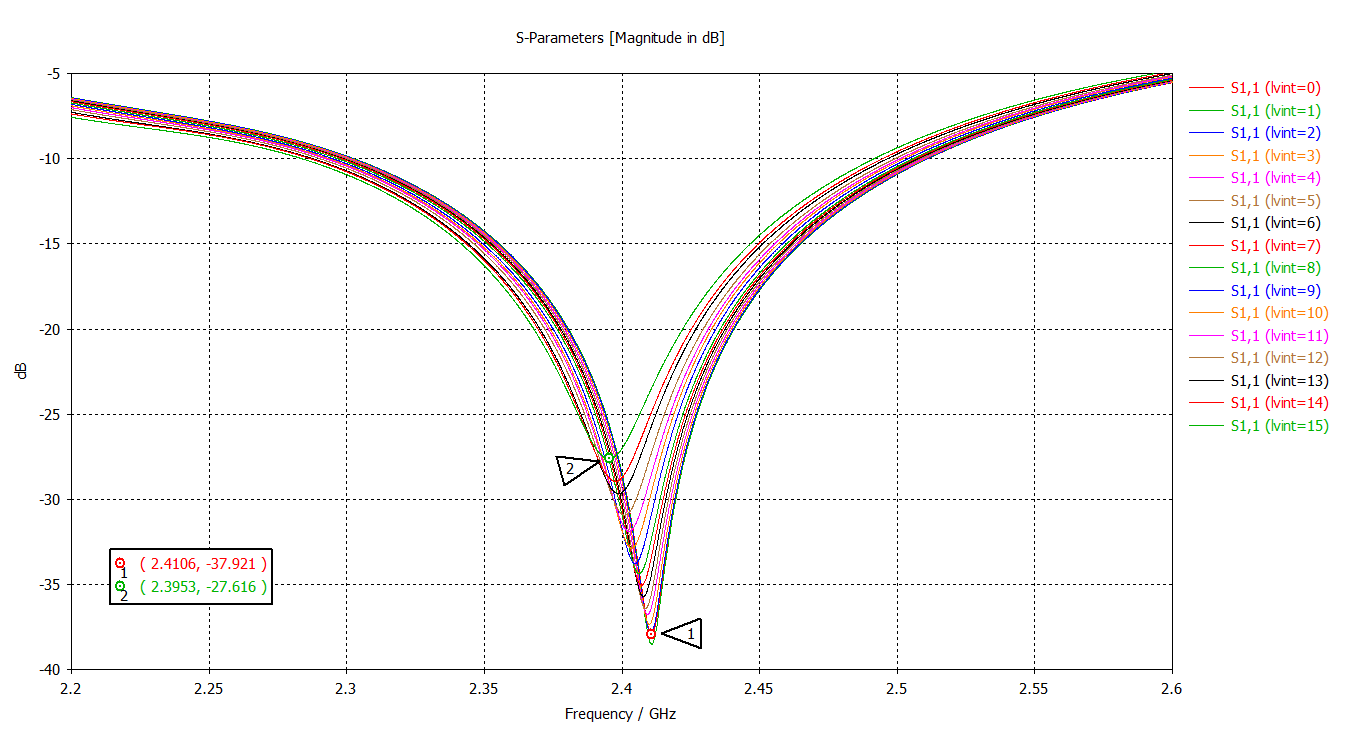 S-Parameters [Magnitude in dB]
-5
-10
-15
-20
-25
-30
-35
-40
dB
2.2
2.25
2.3
2.35
2.4
2.45
2.5
2.55
2.6
Frequency / GHz
2
1
( 2.4106, -37.921 )
1
( 2.3953, -27.616 )
2
S1,1 (lvint=0)
S1,1 (lvint=1)
S1,1 (lvint=2)
S1,1 (lvint=3)
S1,1 (lvint=4)
S1,1 (lvint=5)
S1,1 (lvint=6)
S1,1 (lvint=7)
S1,1 (lvint=8)
S1,1 (lvint=9)
S1,1 (lvint=10)
S1,1 (lvint=11)
S1,1 (lvint=12)
S1,1 (lvint=13)
S1,1 (lvint=14)
S1,1 (lvint=15)